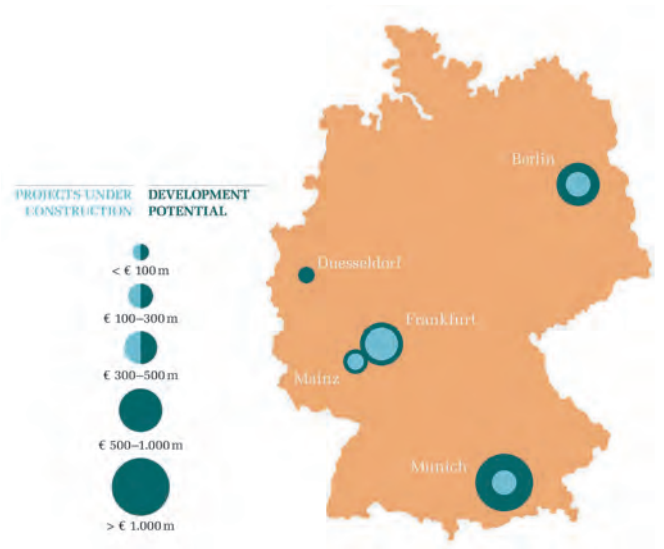 PROJECTS UNDER
CONSTRUCTION
DEVELOPMENT
POTENTIAL
< € 100 m
€ 100–300 m
€ 300–500 m
€ 500–1.000 m
> € 1.000 m
Berlin
Duesseldorf
Frankfurt
Mainz
Munich